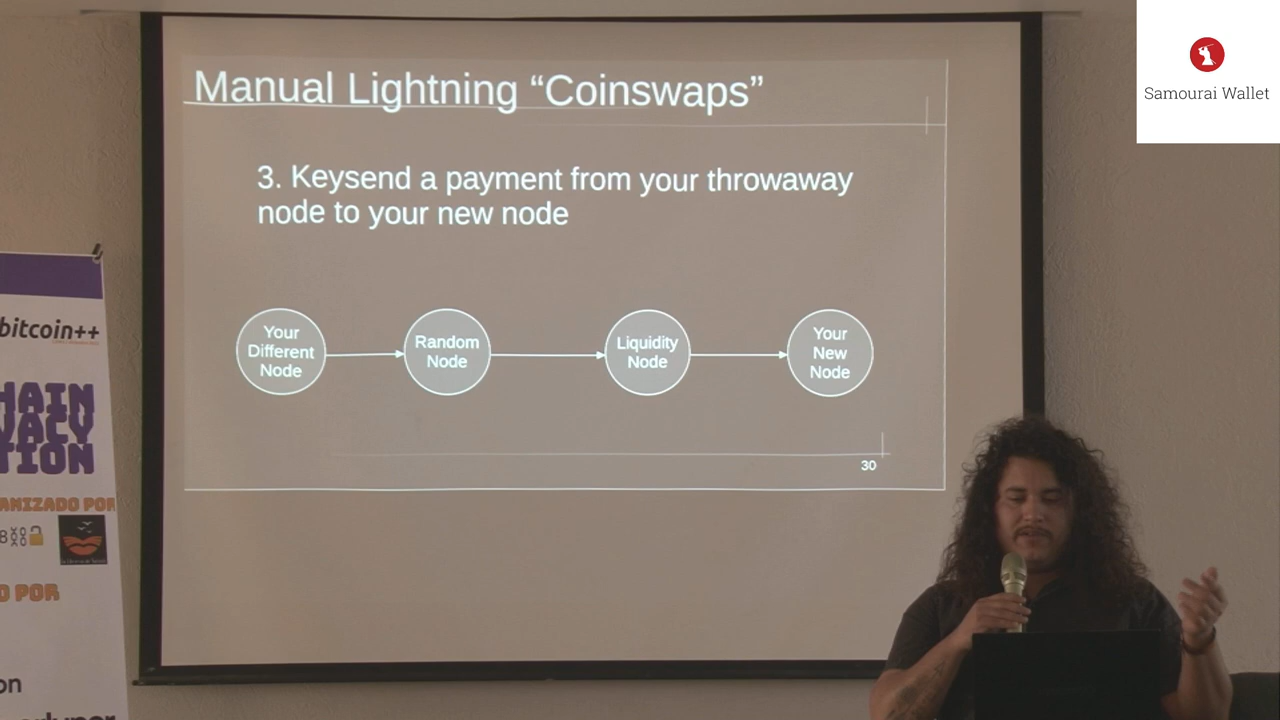 Manual Lightning “Coinswaps”
3. Keysend a payment from your throwaway
node to your new node
Your
Different
Node
Random
Node
Liquidity
Node
Your
New
Node
30
Samourai Wallet
bitcoin++
POR